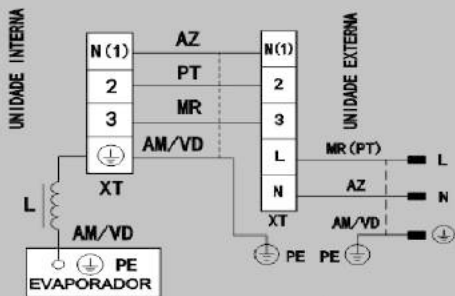 UNIDADE INTERNA
N(1)
2
3
XT
AZ
PT
MR
AM/VD
L
AM/VD
PE
EVAPORADOR
N(1)
2
3
L
N
XT
UNIDADE EXTERNA
MR(PT)
L
AZ
N
AM/VD
PE
PE